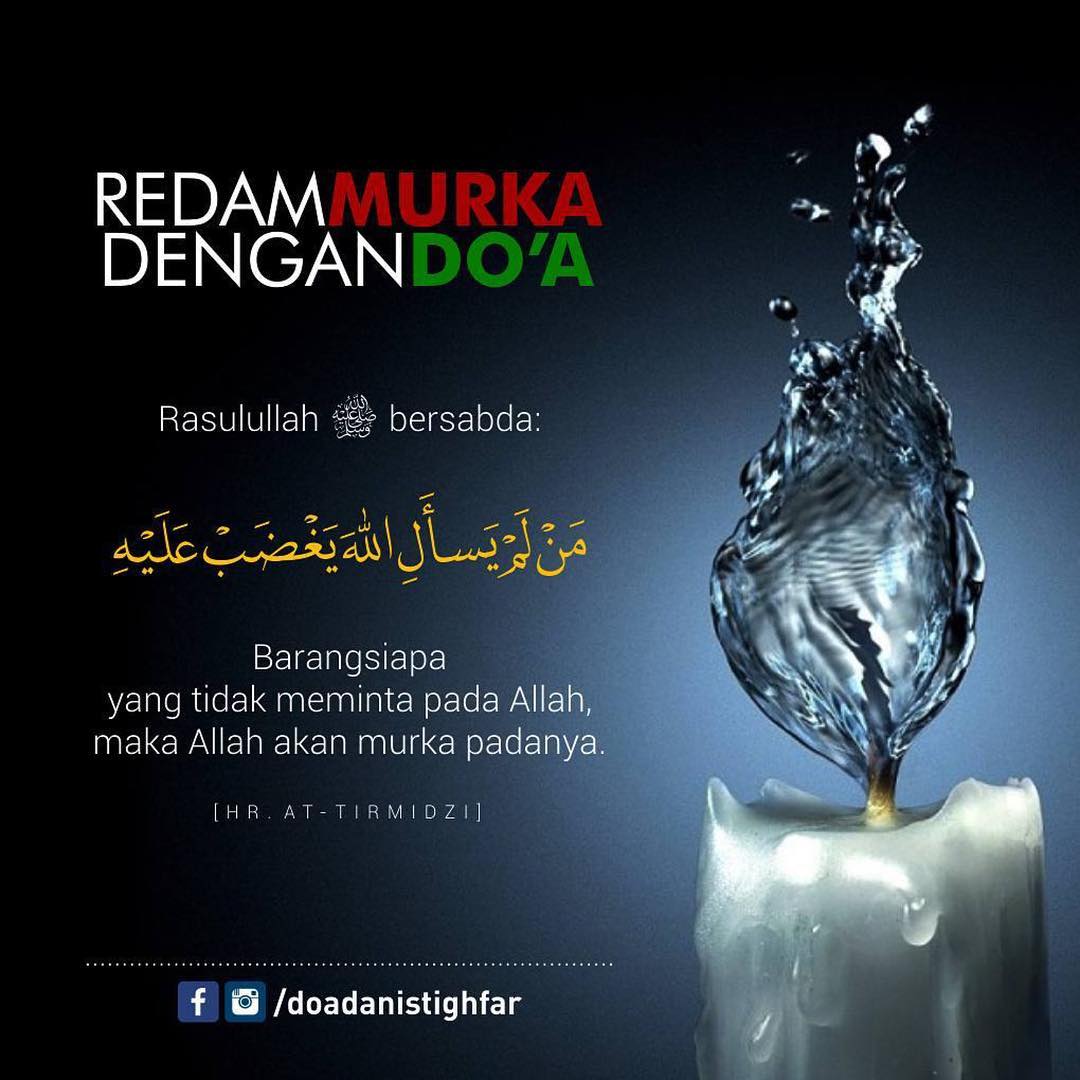 REDAMMURKA
DENGANDO'A
Rasulullah ﷺ bersabda:
مَنْ لَمْ يَسأَلِ اللهَ يَغْضَبْ عَلَيْهِ
Barangsiapa
yang tidak meminta pada Allah,
maka Allah akan murka padanya.
[HR. AT-TIRMIDZI]
/doadanistighfar